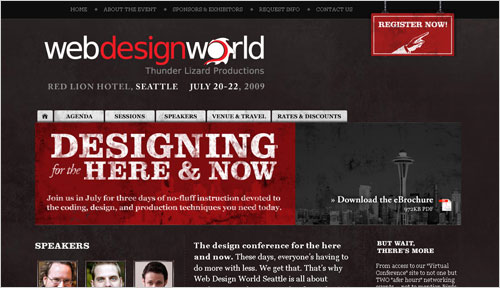 HOME • ABOUT THE EVENT • SPONSORS & EXHIBITORS • REQUEST INFO • CONTACT US
REGISTER NOW!
webdesignworld
Thunder Lizard Productions
RED LION HOTEL, SEATTLE JULY 20-22, 2009
AGENDA SESSIONS SPEAKERS VENUE & TRAVEL RATES & DISCOUNTS
DESIGNING
for the HERE & NOW
Join us in July for three days of no-fluff instruction devoted to
the coding, design, and production techniques you need today.
» Download the eBrochure
972KB PDF
SPEAKERS
The design conference for the here
and now. These days, everyone's having to
do more with less. We get that. That's why
Web Design World Seattle is all about
BUT WAIT,
THERE'S MORE
From access to our "Virtual
Conference" site to not one but
TWO "after hours" networking